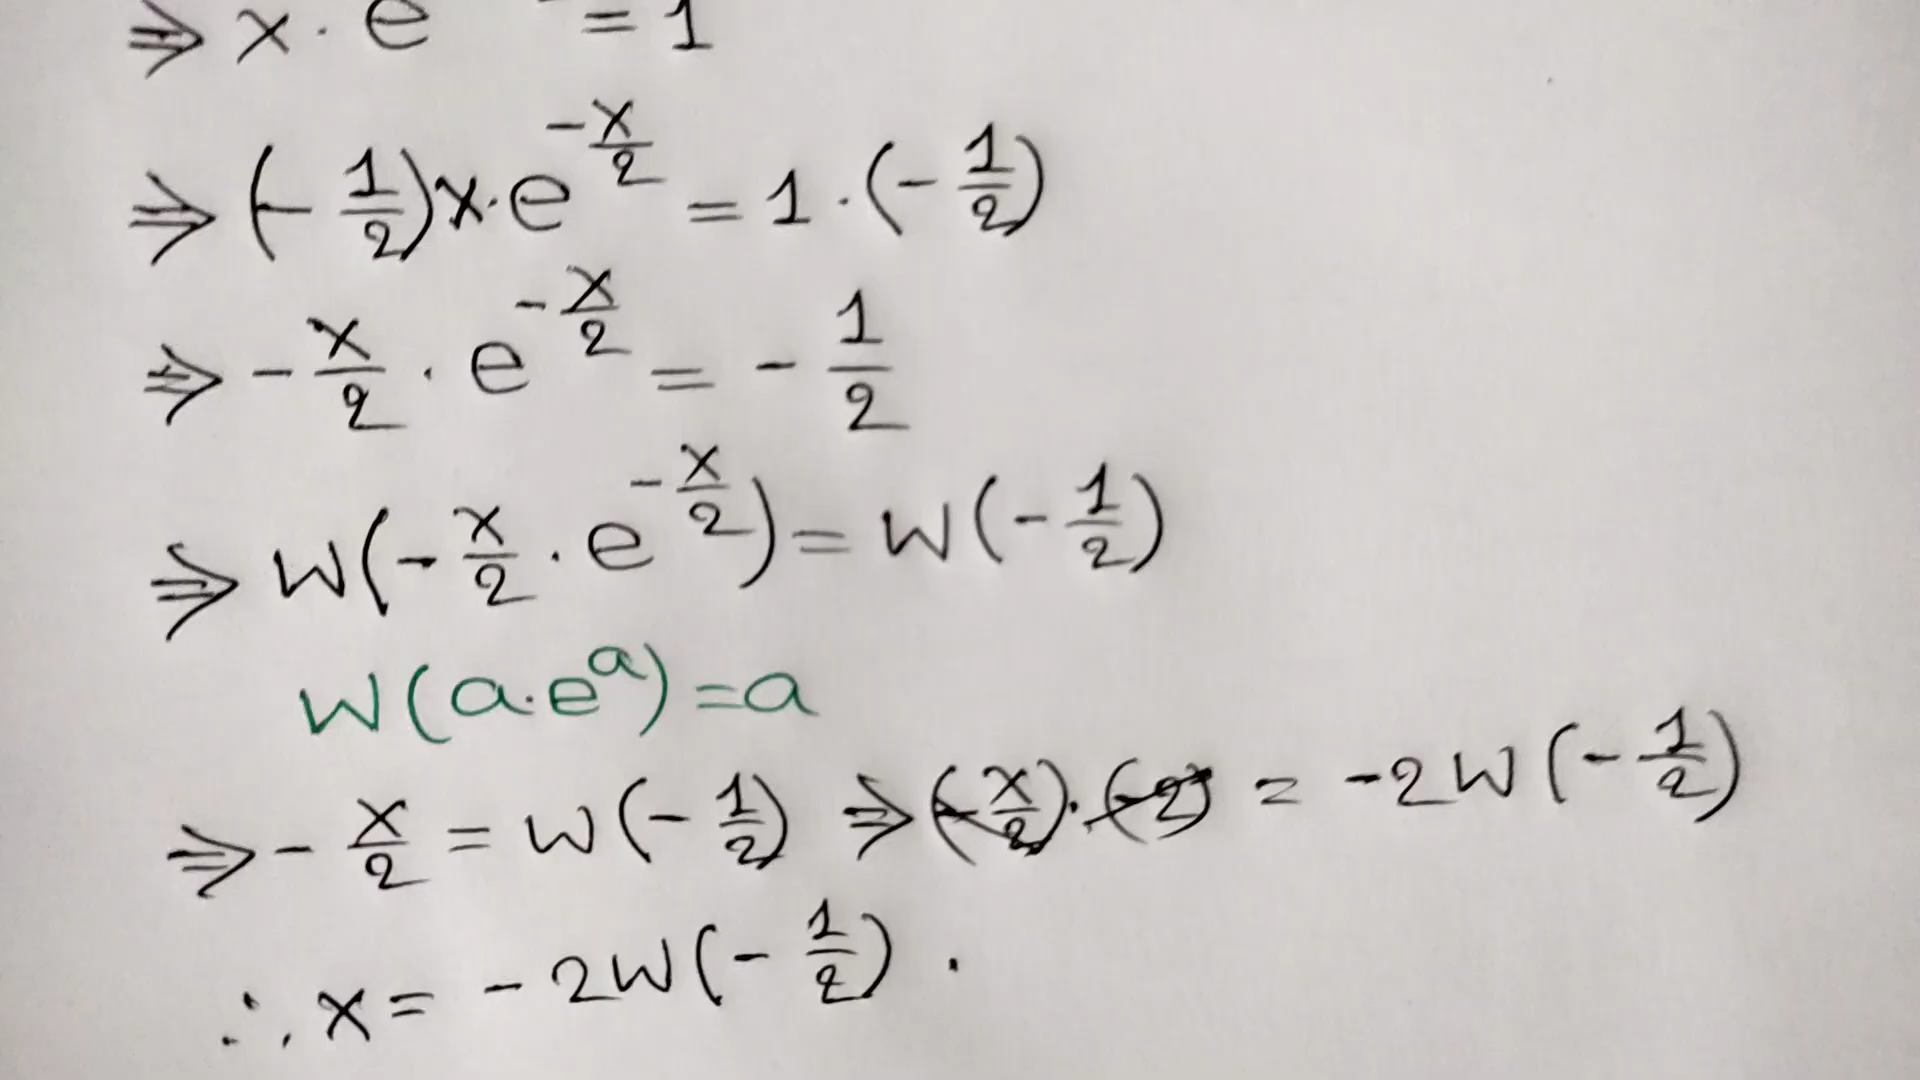 ⇒ x · e = 1
⇒ (-1/2)x·e^(-x/2) = 1·(-1/2)
⇒ -x/2 · e^(-x/2) = -1/2
⇒ W(-x/2 · e^(-x/2)) = W(-1/2)
W(a·e^a) = a
⇒ -x/2 = W(-1/2) ⇒ (-x/2)·(-2) = -2W(-1/2)
∴ x = -2W(-1/2).